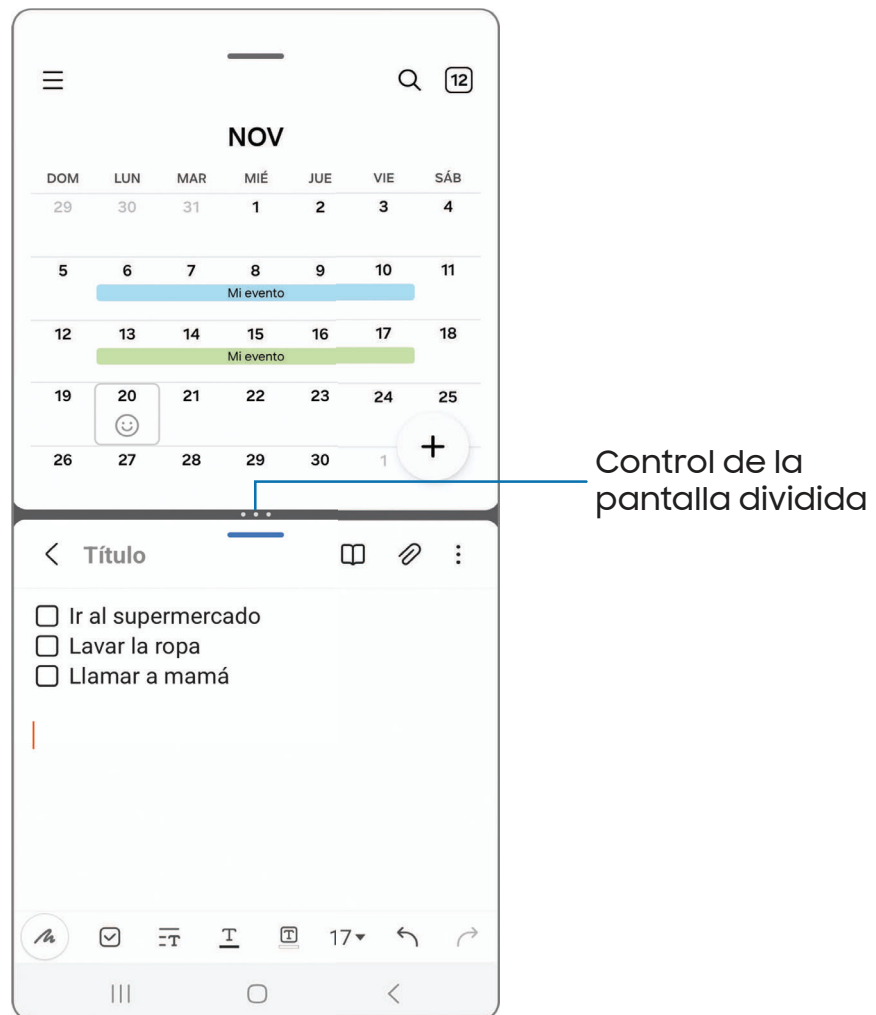 12
NOV
DOM LUN MAR MIÉ JUE VIE SÁB
29 30 31 1 2 3 4
5 6 7 8 9 10 11
Mi evento
12 13 14 15 16 17 18
Mi evento
19 20 21 22 23 24 25
26 27 28 29 30 1
Control de la
pantalla dividida
Título
Ir al supermercado
Lavar la ropa
Llamar a mamá
T T T 17